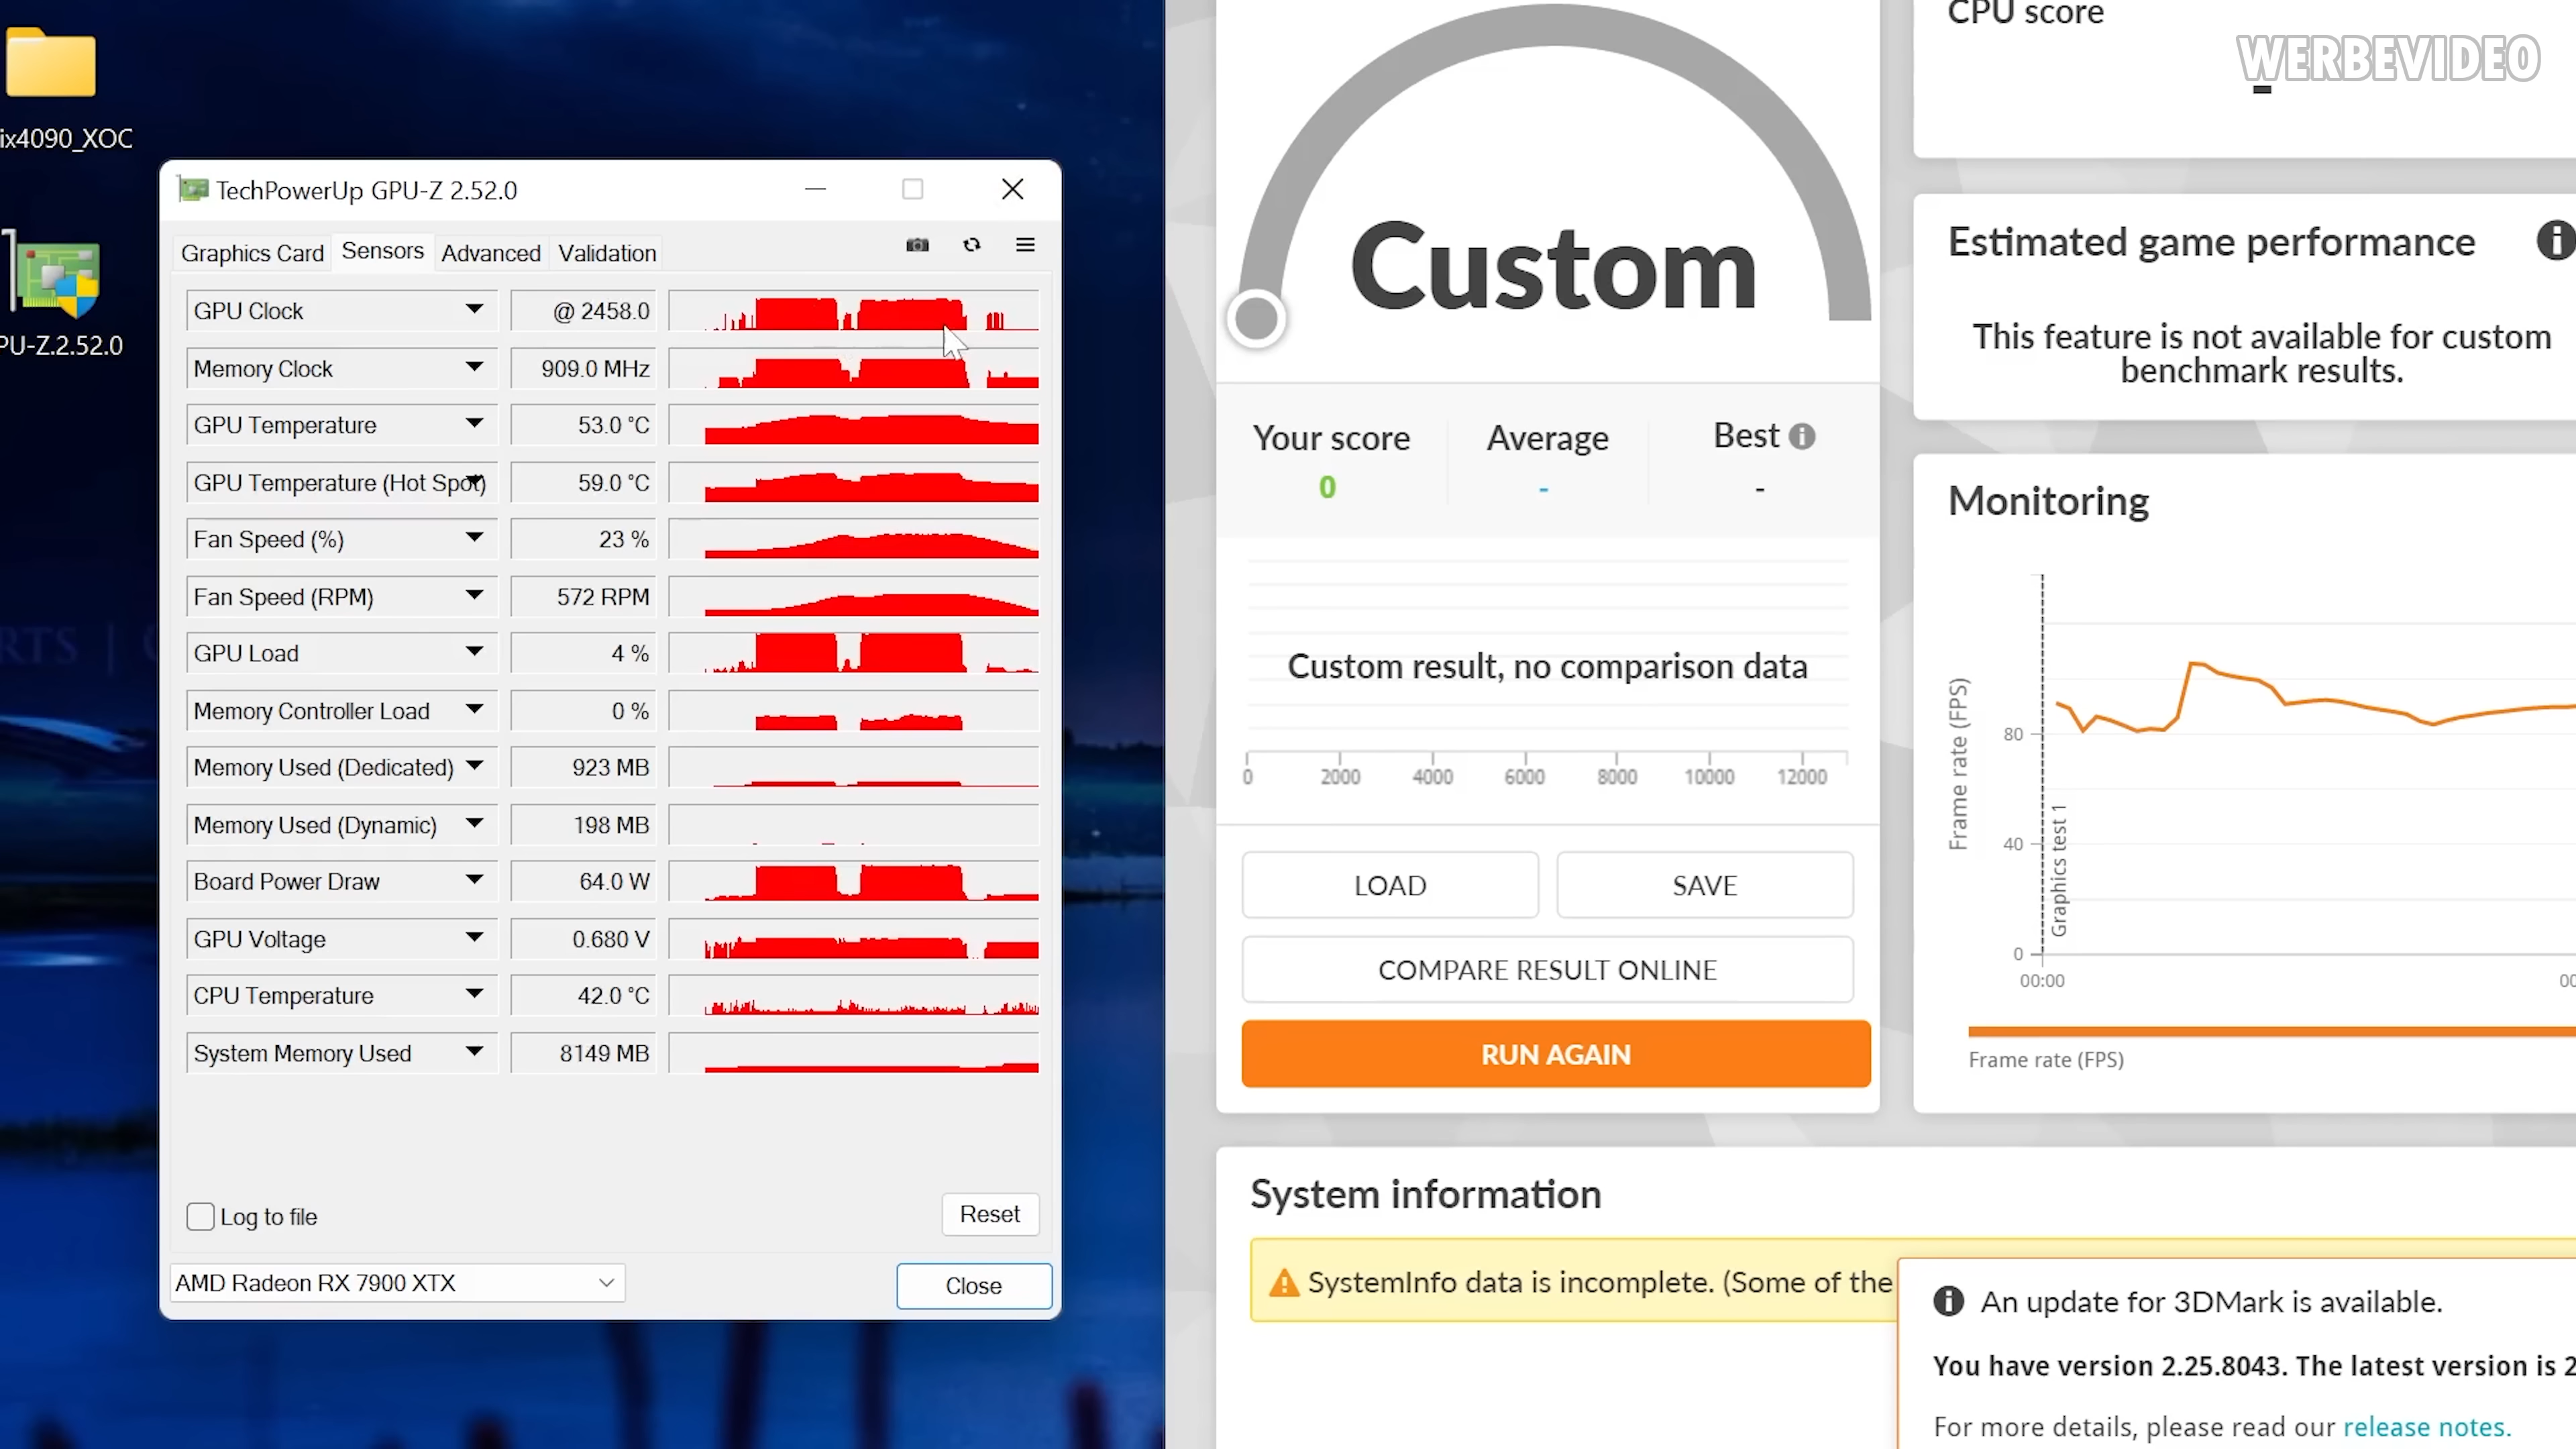 ix4090_XOC
PU-Z.2.52.0
RTS |
TechPowerUp GPU-Z 2.52.0
Graphics Card
Sensors
Advanced
Validation
GPU Clock
@ 2458.0
Memory Clock
909.0 MHz
GPU Temperature
53.0 °C
GPU Temperature (Hot Spot)
59.0 °C
Fan Speed (%)
23 %
Fan Speed (RPM)
572 RPM
GPU Load
4 %
Memory Controller Load
0 %
Memory Used (Dedicated)
923 MB
Memory Used (Dynamic)
198 MB
Board Power Draw
64.0 W
GPU Voltage
0.680 V
CPU Temperature
42.0 °C
System Memory Used
8149 MB
Log to file
Reset
AMD Radeon RX 7900 XTX
Close
Custom
Your score
0
Average
-
Best
-
Custom result, no comparison data
0 2000 4000 6000 8000 10000 12000
LOAD
SAVE
COMPARE RESULT ONLINE
RUN AGAIN
CPU score
-
WERBEVIDEO
Estimated game performance
This feature is not available for custom
benchmark results.
Monitoring
Frame rate (FPS)
80
40
0
Graphics test 1
00:00
00
Frame rate (FPS)
System information
SystemInfo data is incomplete. (Some of the
An update for 3DMark is available.
You have version 2.25.8043. The latest version is 2
For more details, please read our release notes.